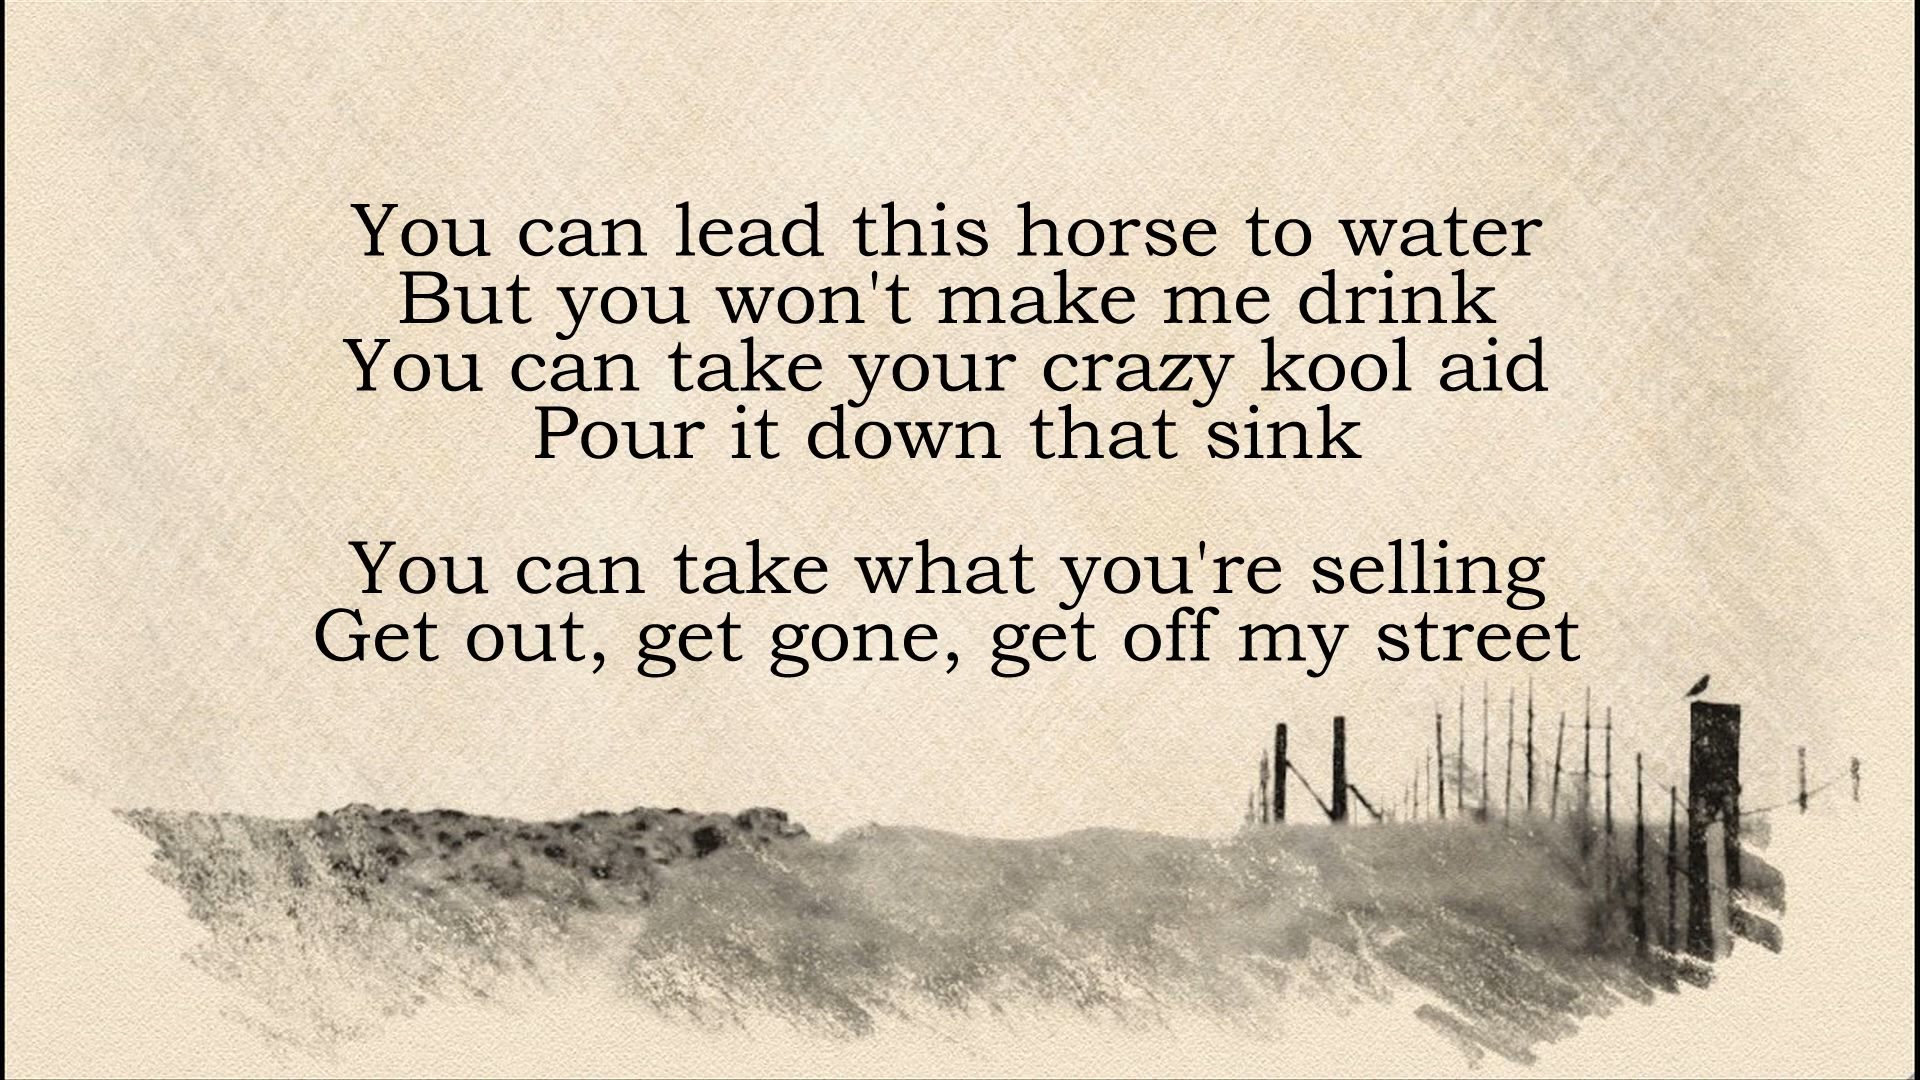 You can lead this horse to water
But you won't make me drink
You can take your crazy kool aid
Pour it down that sink
You can take what you're selling
Get out, get gone, get off my street